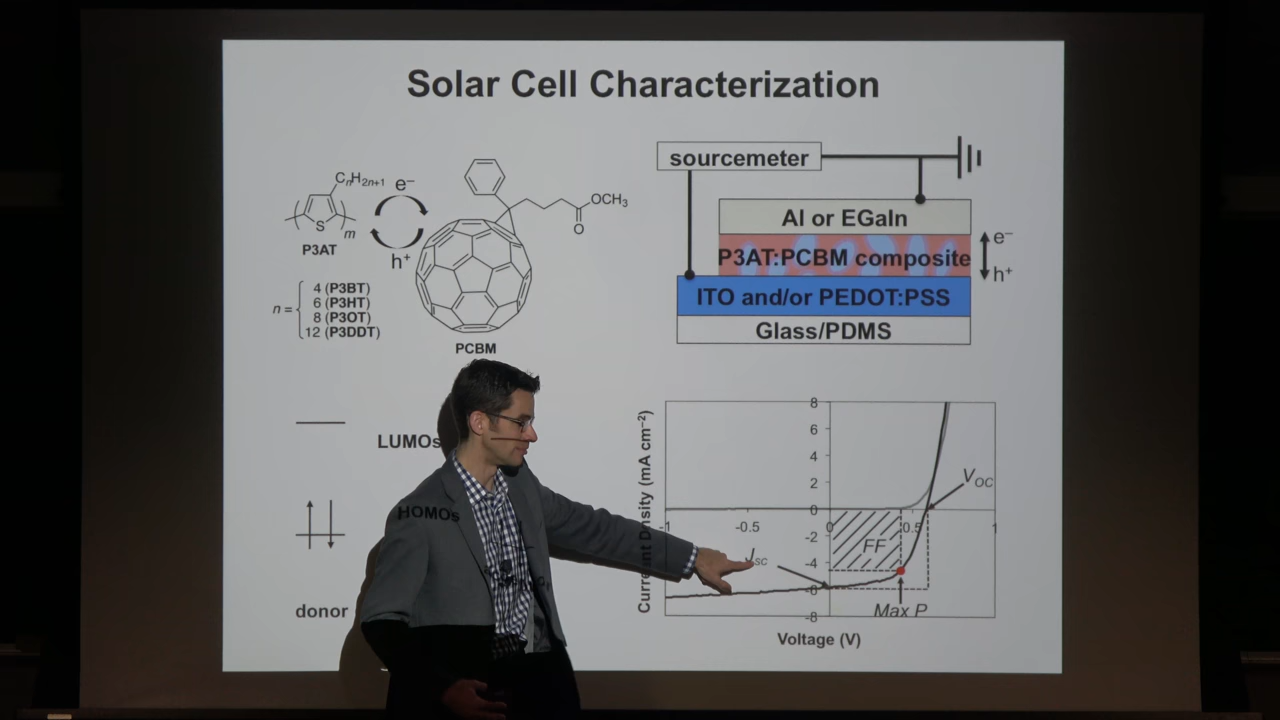 Solar Cell Characterization
CnH2n+1
e–
S
m
P3AT
h+
n =
4 (P3BT)
6 (P3HT)
8 (P3OT)
12 (P3DDT)
OCH3
O
PCBM
sourcemeter
Al or EGaIn
P3AT:PCBM composite
ITO and/or PEDOT:PSS
Glass/PDMS
e–
h+
LUMOs
HOMOs
donor
Current Density (mA cm–2)
8
6
4
2
0
-2
-4
-6
-8
-1
-0.5
0
0.5
1
VOC
FF
Jsc
Max P
Voltage (V)